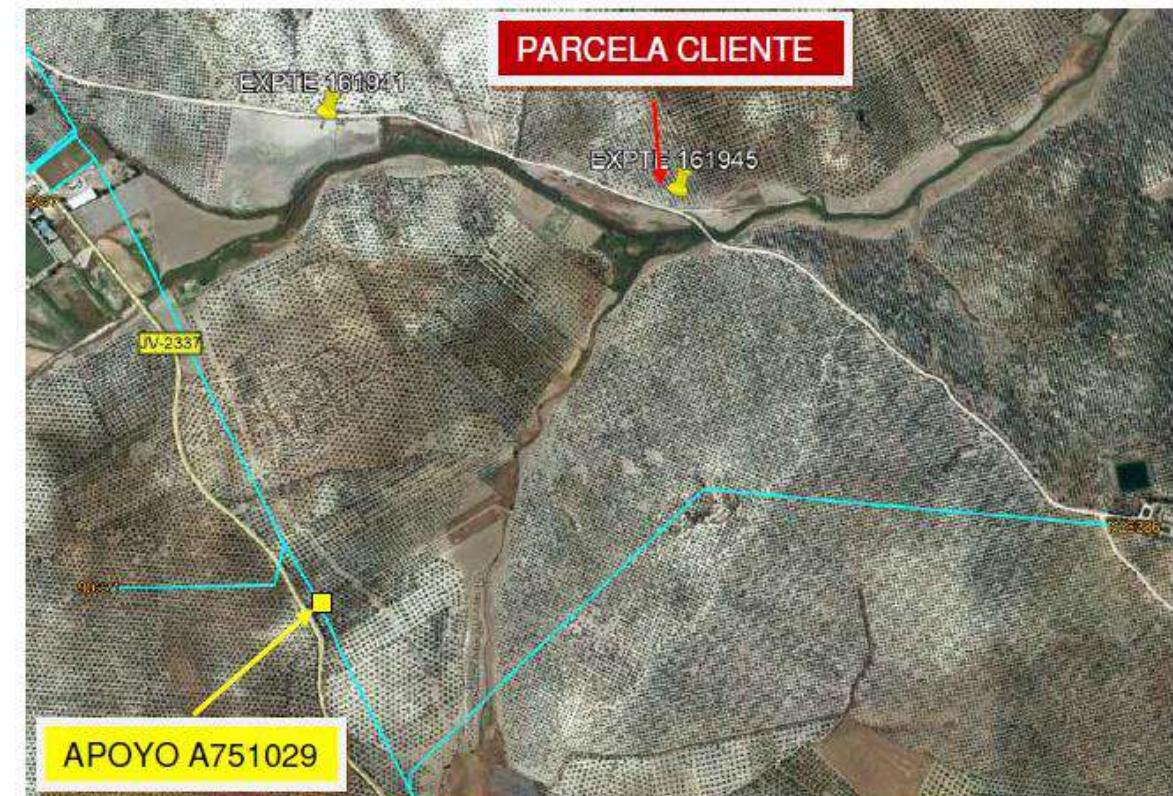 PARCELA CLIENTE
EXPTE 161941
EXPTE 161945
JV-2337
APOYO A751029